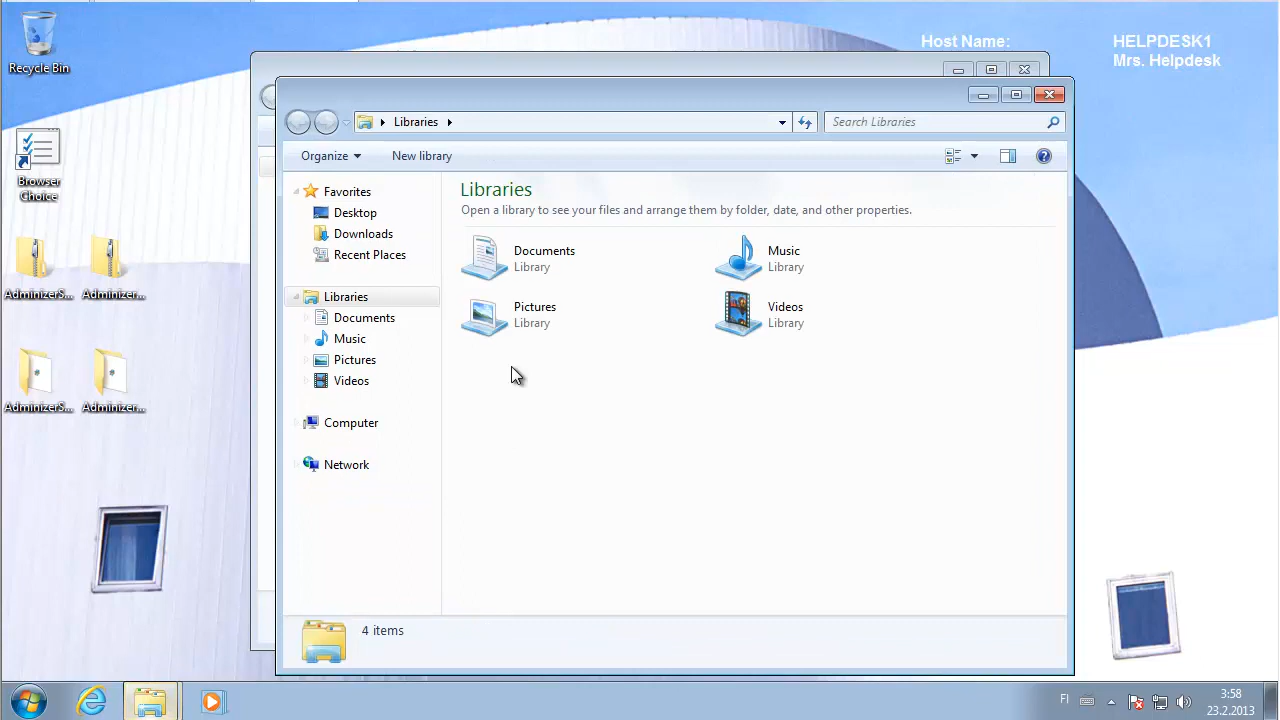 Recycle Bin
Browser
Choice
AdminizerS...
Adminizer...
AdminizerS...
Adminizer...
Host Name:
HELPDESK1
Mrs. Helpdesk
Libraries
Search Libraries
Organize
New library
Favorites
Desktop
Downloads
Recent Places
Libraries
Documents
Music
Pictures
Videos
Computer
Network
Libraries
Open a library to see your files and arrange them by folder, date, and other properties.
Documents
Library
Music
Library
Pictures
Library
Videos
Library
4 items
FI
3:58
23.2.2013